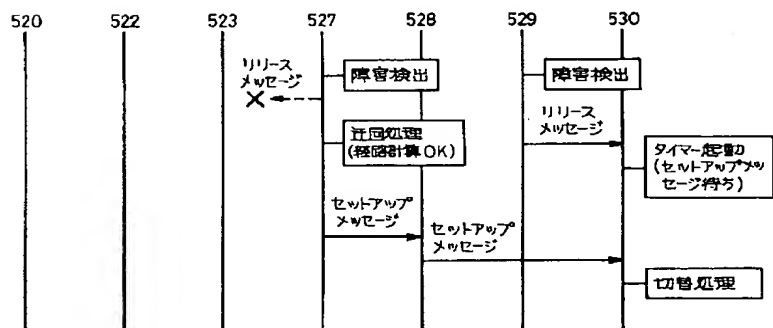 520 522 523 527 528 529 530
リリース
メッセージ
障害検出
障害検出
迂回処理
(経路計算OK)
リリース
メッセージ
タイマー起動
(セットアップメッ
セージ待ち)
セットアップ
メッセージ
セットアップ
メッセージ
切替処理